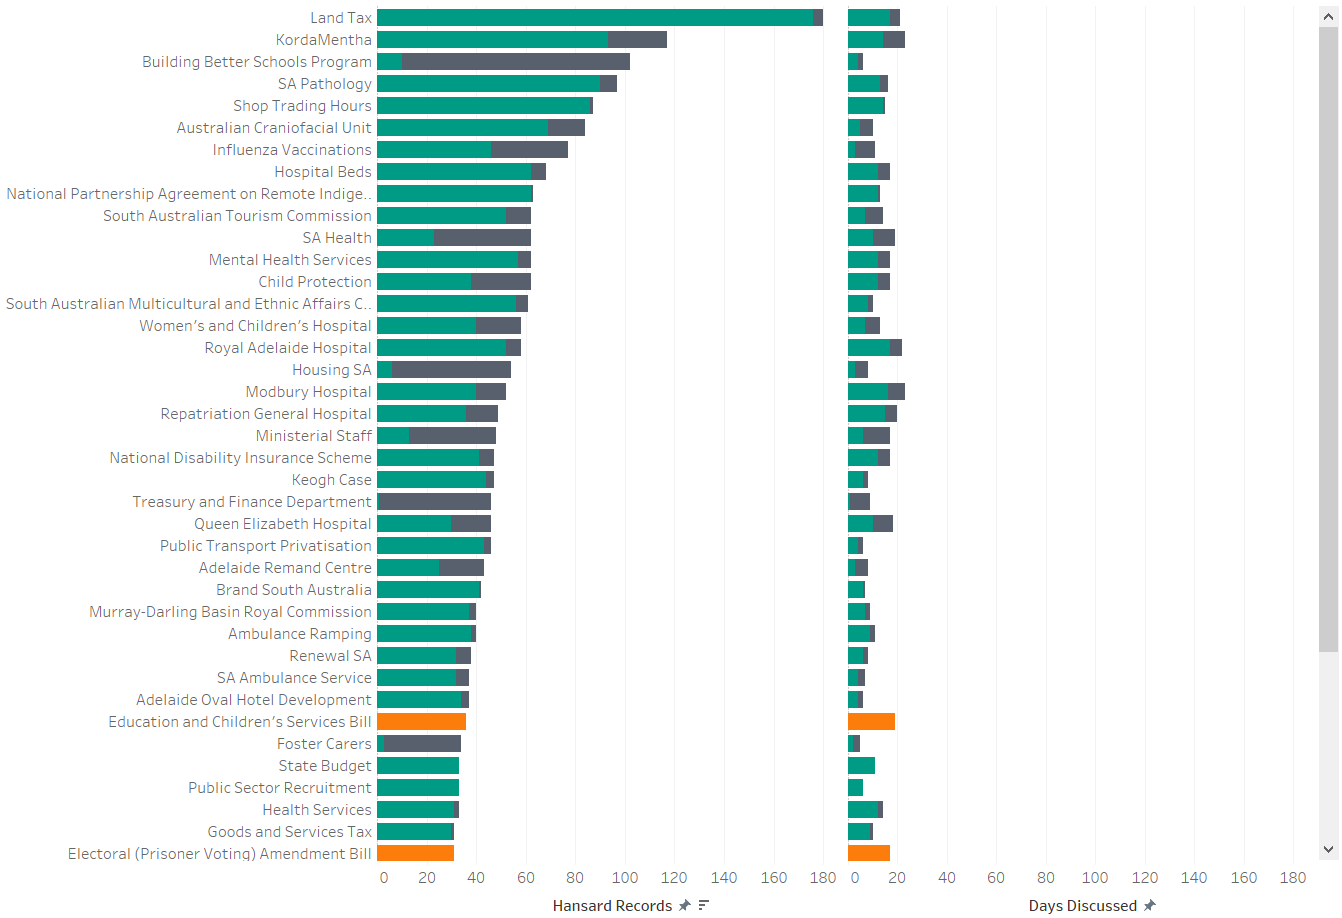 Land Tax
KordaMentha
Building Better Schools Program
SA Pathology
Shop Trading Hours
Australian Craniofacial Unit
Influenza Vaccinations
Hospital Beds
National Partnership Agreement on Remote Indige..
South Australian Tourism Commission
SA Health
Mental Health Services
Child Protection
South Australian Multicultural and Ethnic Affairs C..
Women's and Children's Hospital
Royal Adelaide Hospital
Housing SA
Modbury Hospital
Repatriation General Hospital
Ministerial Staff
National Disability Insurance Scheme
Keogh Case
Treasury and Finance Department
Queen Elizabeth Hospital
Public Transport Privatisation
Adelaide Remand Centre
Brand South Australia
Murray-Darling Basin Royal Commission
Ambulance Ramping
Renewal SA
SA Ambulance Service
Adelaide Oval Hotel Development
Education and Children's Services Bill
Foster Carers
State Budget
Public Sector Recruitment
Health Services
Goods and Services Tax
Electoral (Prisoner Voting) Amendment Bill
0 20 40 60 80 100 120 140 160 180 0 20 40 60 80 100 120 140 160 180
Hansard Records Days Discussed